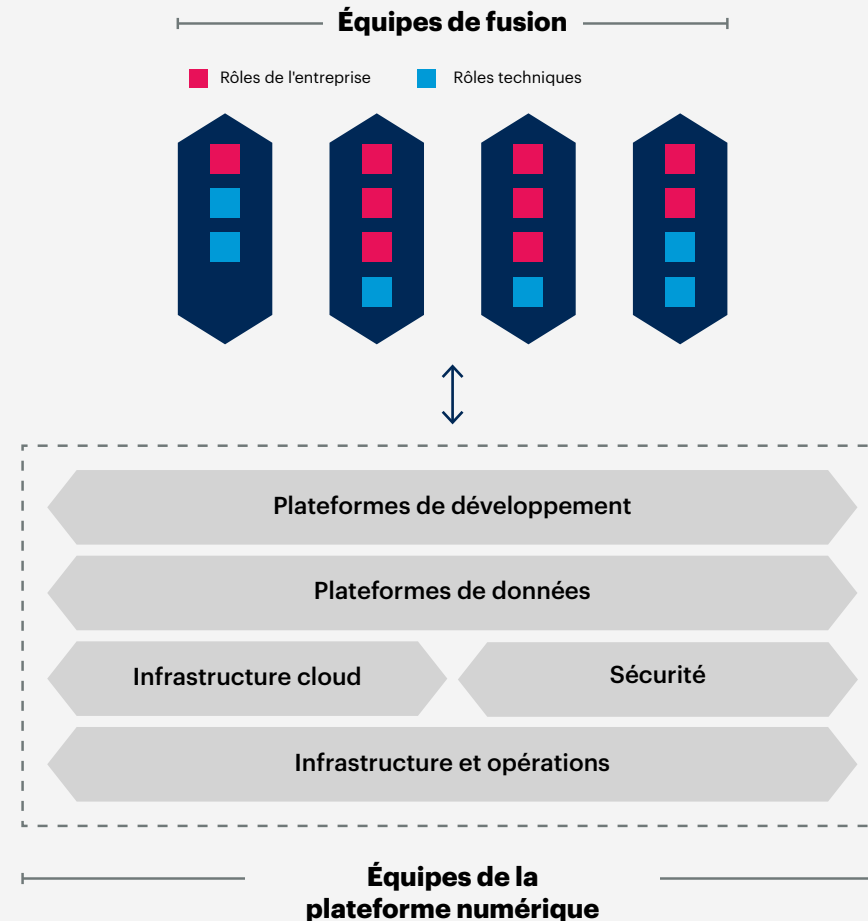 Équipes de fusion
Rôles de l'entreprise
Rôles techniques
Plateformes de développement
Plateformes de données
Infrastructure cloud
Sécurité
Infrastructure et opérations
Équipes de la
plateforme numérique